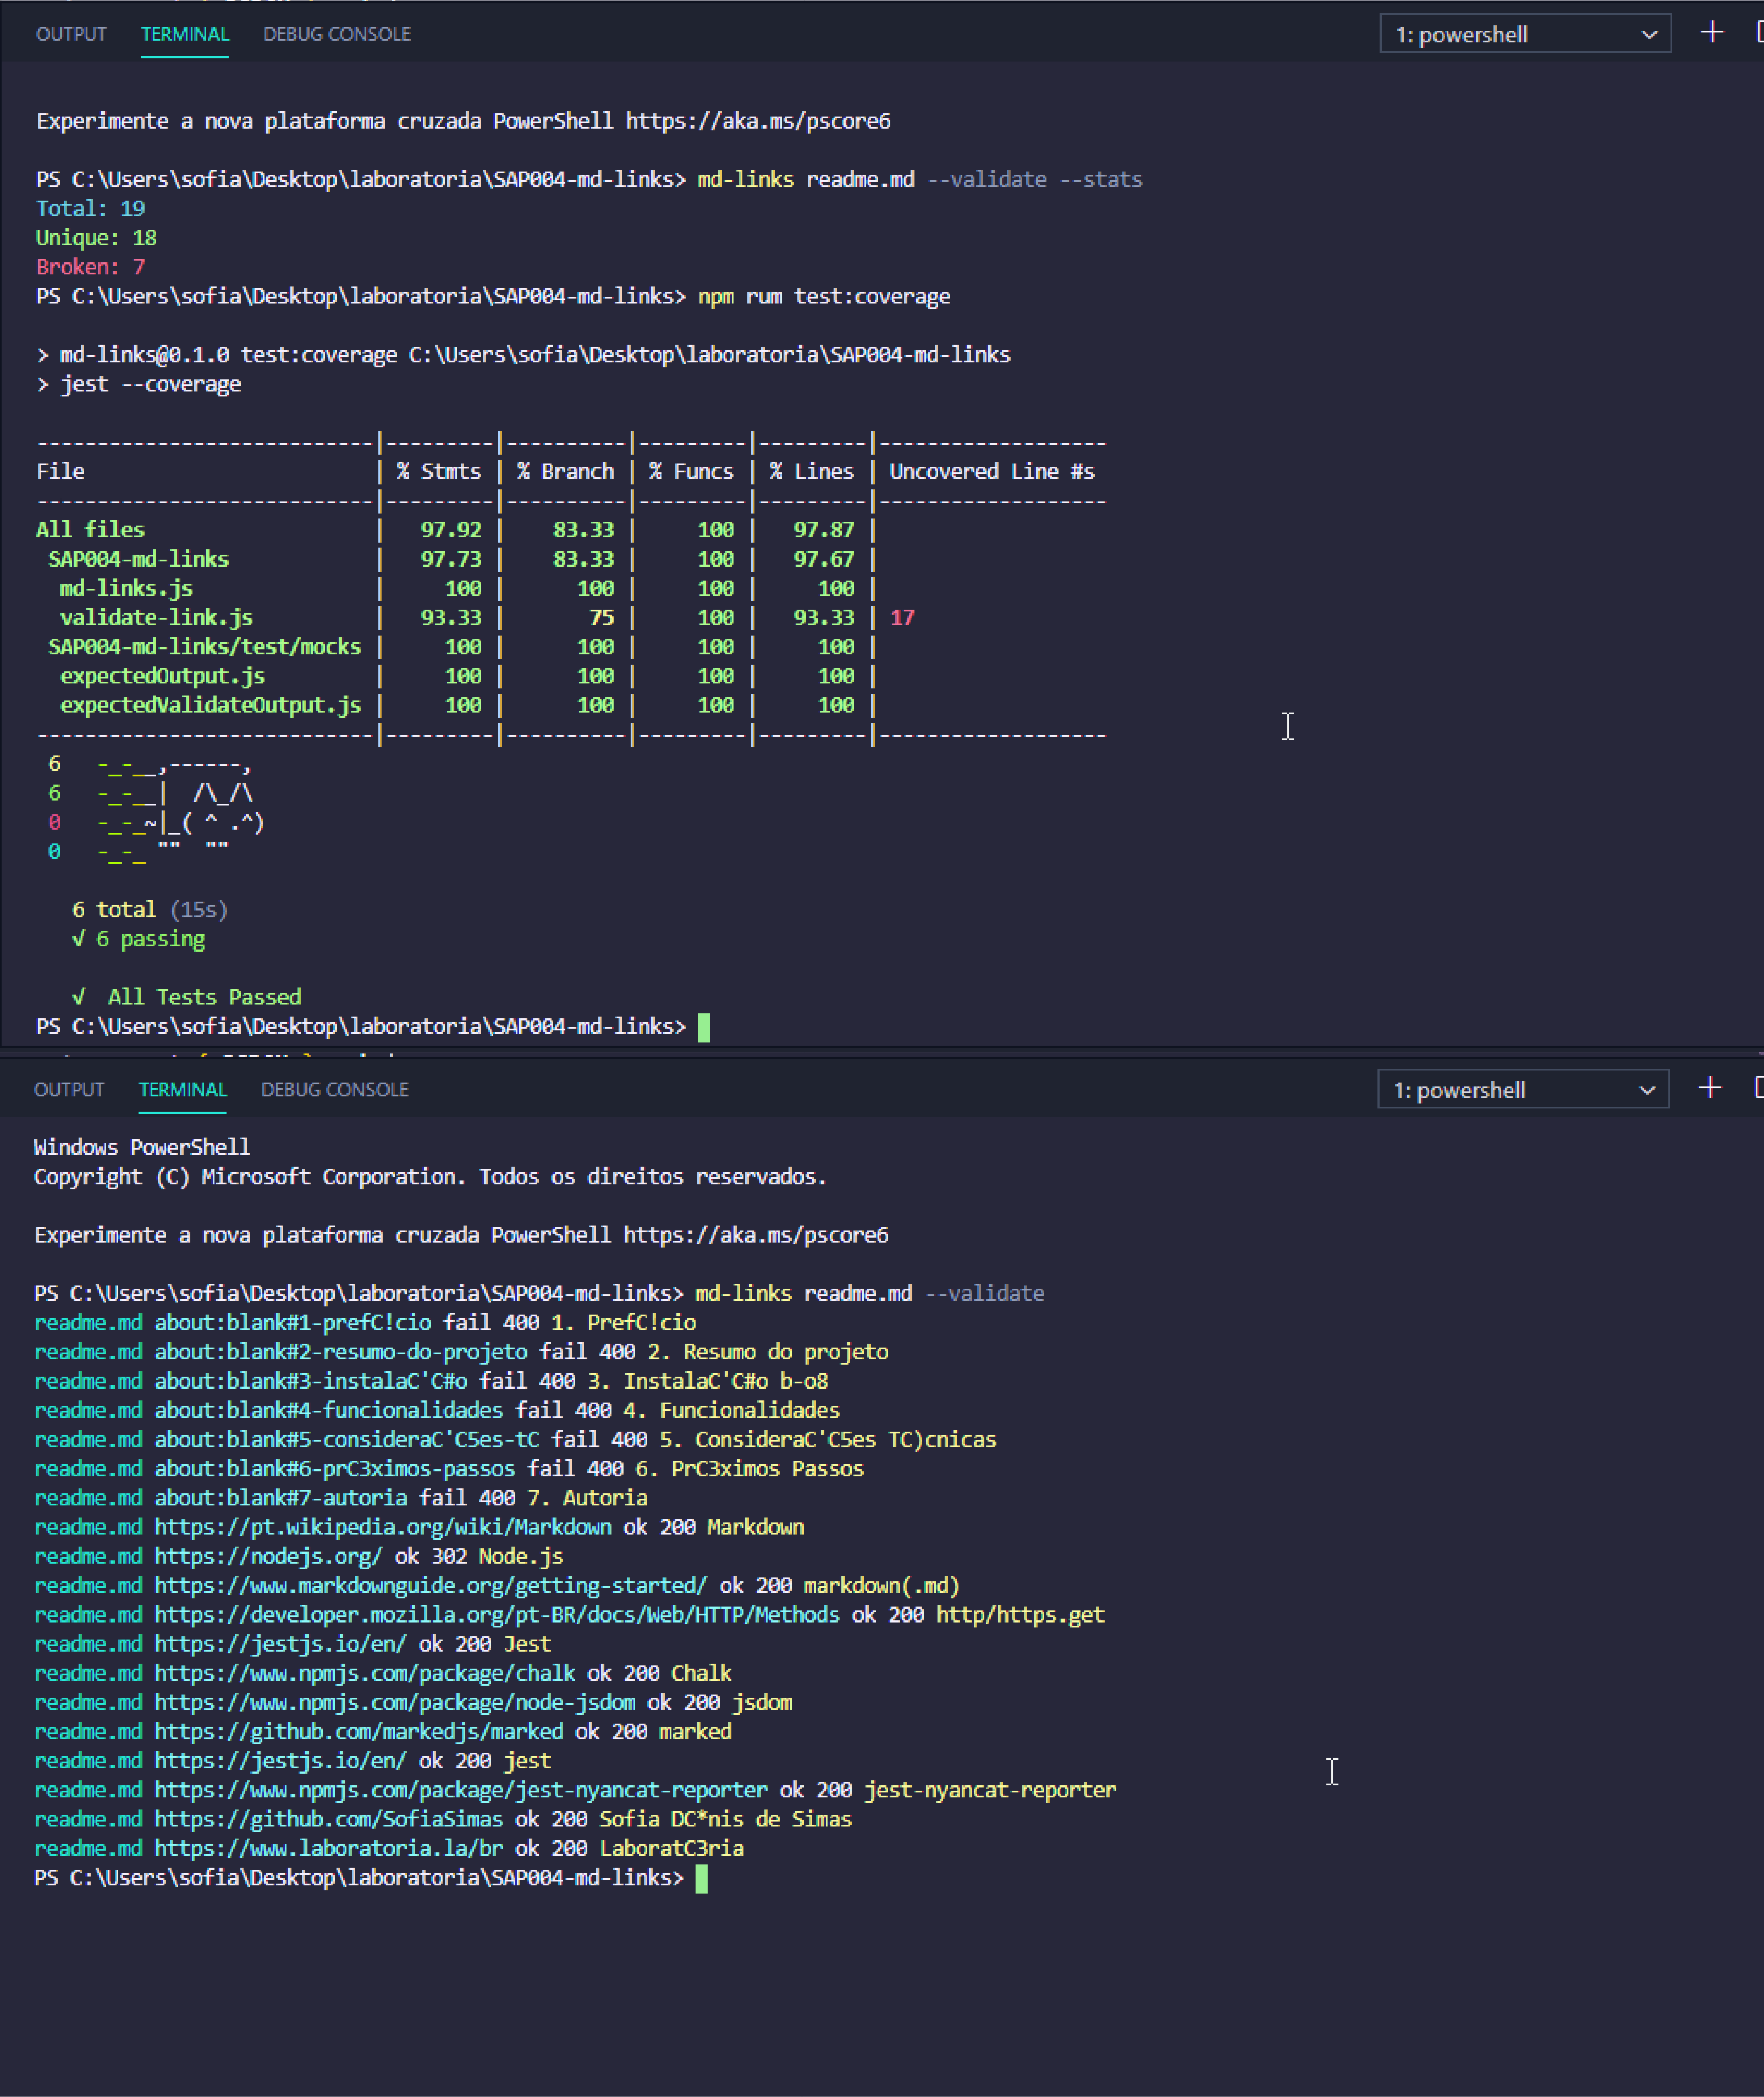 OUTPUT TERMINAL DEBUG CONSOLE 1: powershell
Experimente a nova plataforma cruzada PowerShell https://aka.ms/pscore6
PS C:\Users\sofia\Desktop\laboratoria\SAP004-md-links> md-links readme.md --validate --stats
Total: 19
Unique: 18
Broken: 7
PS C:\Users\sofia\Desktop\laboratoria\SAP004-md-links> npm rum test:coverage
> md-links@0.1.0 test:coverage C:\Users\sofia\Desktop\laboratoria\SAP004-md-links
> jest --coverage
----------------------------|---------|----------|---------|---------|-------------------
File                        | % Stmts | % Branch | % Funcs | % Lines | Uncovered Line #s
----------------------------|---------|----------|---------|---------|-------------------
All files                   |   97.92 |    83.33 |     100 |   97.87 |
 SAP004-md-links            |   97.73 |    83.33 |     100 |   97.67 |
  md-links.js               |     100 |      100 |     100 |     100 |
  validate-link.js          |   93.33 |       75 |     100 |   93.33 | 17
 SAP004-md-links/test/mocks |     100 |      100 |     100 |     100 |
  expectedOutput.js         |     100 |      100 |     100 |     100 |
  expectedValidateOutput.js |     100 |      100 |     100 |     100 |
----------------------------|---------|----------|---------|---------|-------------------
 6   -_-__,------,
 6   -_-__|  /\_/\
 0   -_-_~|_( ^ .^)
 0   -_-_ ""  ""
   6 total (15s)
   √ 6 passing
   √  All Tests Passed
PS C:\Users\sofia\Desktop\laboratoria\SAP004-md-links>
OUTPUT TERMINAL DEBUG CONSOLE 1: powershell
Windows PowerShell
Copyright (C) Microsoft Corporation. Todos os direitos reservados.
Experimente a nova plataforma cruzada PowerShell https://aka.ms/pscore6
PS C:\Users\sofia\Desktop\laboratoria\SAP004-md-links> md-links readme.md --validate
readme.md about:blank#1-prefC!cio fail 400 1. PrefC!cio
readme.md about:blank#2-resumo-do-projeto fail 400 2. Resumo do projeto
readme.md about:blank#3-instalaC'C#o fail 400 3. InstalaC'C#o b-o8
readme.md about:blank#4-funcionalidades fail 400 4. Funcionalidades
readme.md about:blank#5-consideraC'C5es-tC fail 400 5. ConsideraC'C5es TC)cnicas
readme.md about:blank#6-prC3ximos-passos fail 400 6. PrC3ximos Passos
readme.md about:blank#7-autoria fail 400 7. Autoria
readme.md https://pt.wikipedia.org/wiki/Markdown ok 200 Markdown
readme.md https://nodejs.org/ ok 302 Node.js
readme.md https://www.markdownguide.org/getting-started/ ok 200 markdown(.md)
readme.md https://developer.mozilla.org/pt-BR/docs/Web/HTTP/Methods ok 200 http/https.get
readme.md https://jestjs.io/en/ ok 200 Jest
readme.md https://www.npmjs.com/package/chalk ok 200 Chalk
readme.md https://www.npmjs.com/package/node-jsdom ok 200 jsdom
readme.md https://github.com/markedjs/marked ok 200 marked
readme.md https://jestjs.io/en/ ok 200 jest
readme.md https://www.npmjs.com/package/jest-nyancat-reporter ok 200 jest-nyancat-reporter
readme.md https://github.com/SofiaSimas ok 200 Sofia DC*nis de Simas
readme.md https://www.laboratoria.la/br ok 200 LaboratC3ria
PS C:\Users\sofia\Desktop\laboratoria\SAP004-md-links>